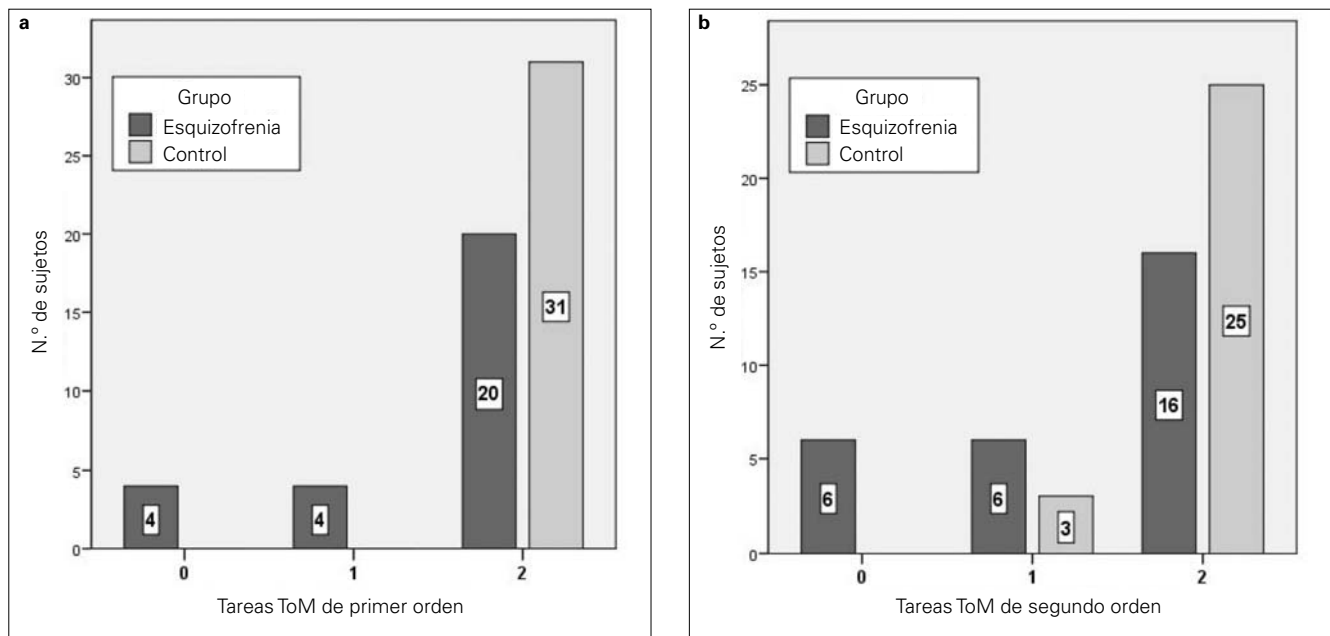 a
Grupo
Esquizofrenia
Control
N.º de sujetos
30
25
20
15
10
5
0
4
4
20
31
0
1
2
Tareas ToM de primer orden
b
Grupo
Esquizofrenia
Control
N.º de sujetos
25
20
15
10
5
0
6
6
3
16
25
0
1
2
Tareas ToM de segundo orden